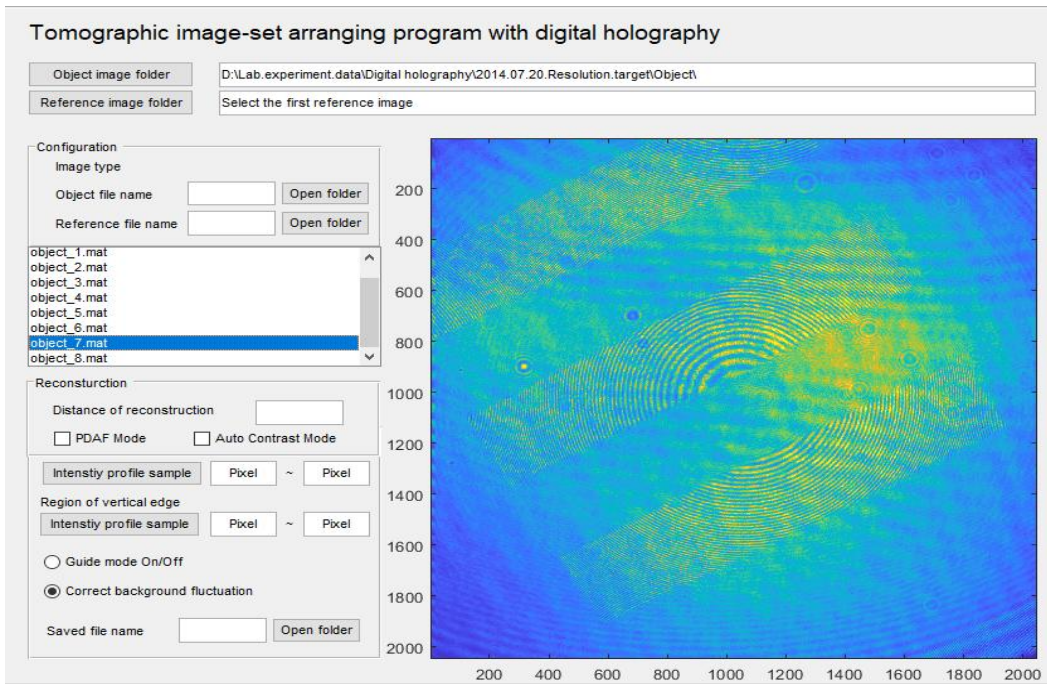 Tomographic image-set arranging program with digital holography
Object image folder D:\Lab.experiment.data\Digital holography\2014.07.20.Resolution.target\Object\
Reference image folder Select the first reference image
Configuration
Image type
Object file name Open folder
Reference file name Open folder
object_1.mat
object_2.mat
object_3.mat
object_4.mat
object_5.mat
object_6.mat
object_7.mat
object_8.mat
Reconsturction
Distance of reconstruction
PDAF Mode Auto Contrast Mode
Intenstiy profile sample Pixel ~ Pixel
Region of vertical edge
Intenstiy profile sample Pixel ~ Pixel
Guide mode On/Off
Correct background fluctuation
Saved file name Open folder
200
400
600
800
1000
1200
1400
1600
1800
2000
200 400 600 800 1000 1200 1400 1600 1800 2000